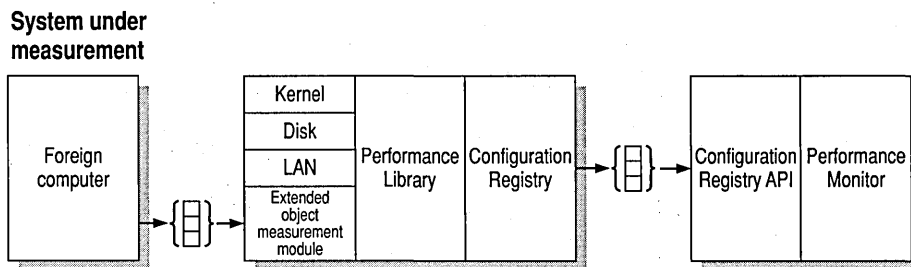 System under
measurement
Foreign
computer
Kernel
Disk
LAN
Extended
object
measurement
module
Performance
Library
Configuration
Registry
Configuration
Registry API
Performance
Monitor